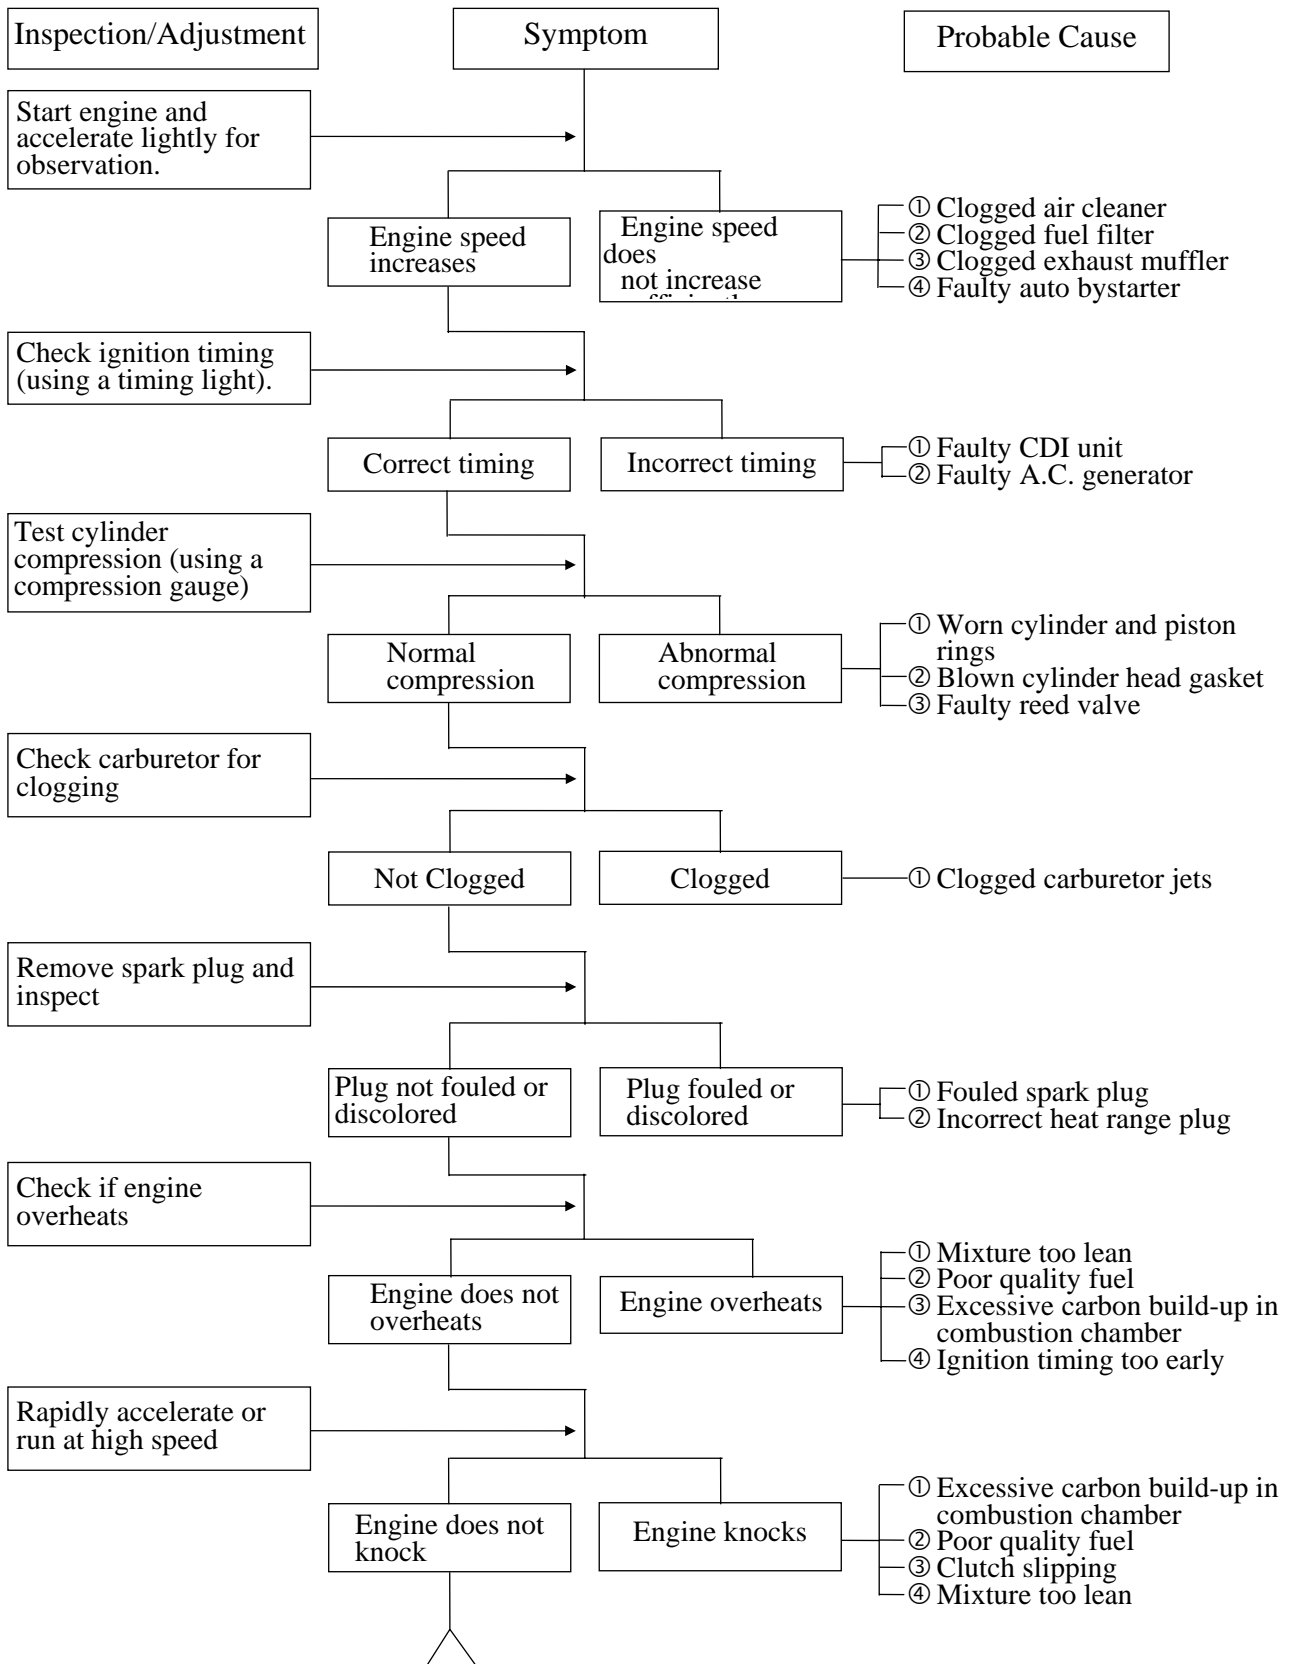 Inspection/Adjustment
Symptom
Probable Cause
Start engine and
accelerate lightly for
observation.
Engine speed
increases
Engine speed
does
not increase
① Clogged air cleaner
② Clogged fuel filter
③ Clogged exhaust muffler
④ Faulty auto bystarter
Check ignition timing
(using a timing light).
Correct timing
Incorrect timing
① Faulty CDI unit
② Faulty A.C. generator
Test cylinder
compression (using a
compression gauge)
Normal
compression
Abnormal
compression
① Worn cylinder and piston
rings
② Blown cylinder head gasket
③ Faulty reed valve
Check carburetor for
clogging
Not Clogged
Clogged
① Clogged carburetor jets
Remove spark plug and
inspect
Plug not fouled or
discolored
Plug fouled or
discolored
① Fouled spark plug
② Incorrect heat range plug
Check if engine
overheats
Engine does not
overheats
Engine overheats
① Mixture too lean
② Poor quality fuel
③ Excessive carbon build-up in
combustion chamber
④ Ignition timing too early
Rapidly accelerate or
run at high speed
Engine does not
knock
Engine knocks
① Excessive carbon build-up in
combustion chamber
② Poor quality fuel
③ Clutch slipping
④ Mixture too lean